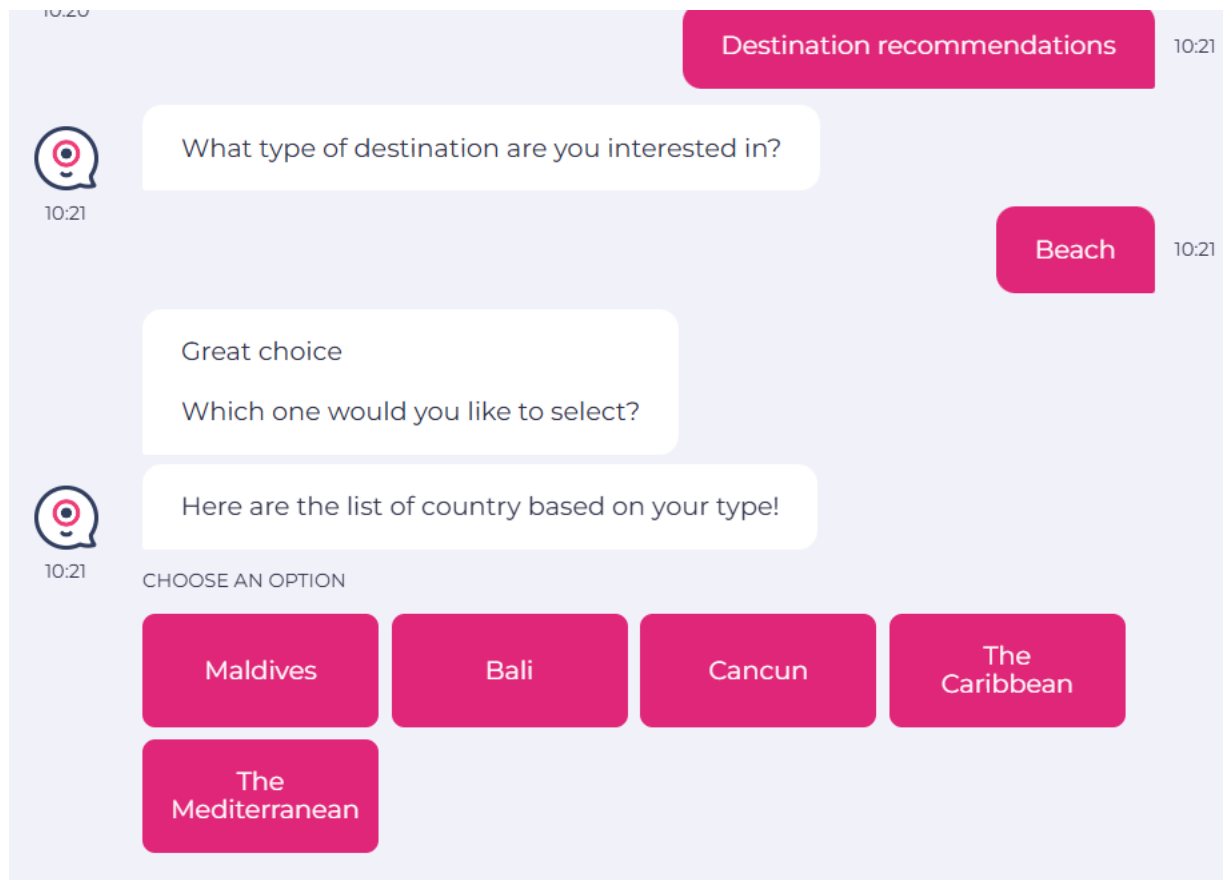 10:20
Destination recommendations
10:21
What type of destination are you interested in?
10:21
Beach
10:21
Great choice
Which one would you like to select?
Here are the list of country based on your type!
10:21
CHOOSE AN OPTION
Maldives
Bali
Cancun
The
Caribbean
The
Mediterranean